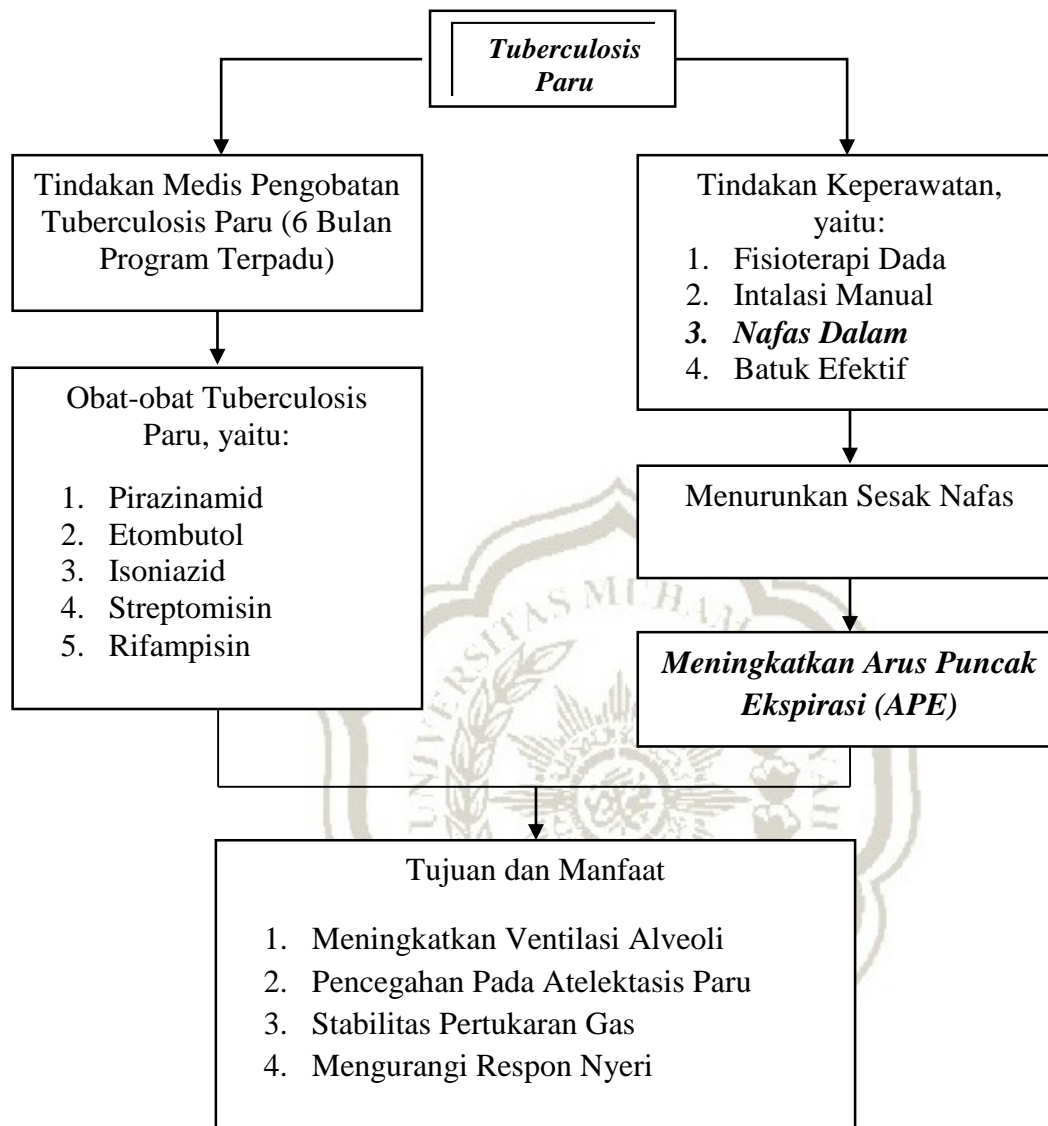 Tuberculosis
Paru
Tindakan Medis Pengobatan
Tuberculosis Paru (6 Bulan
Program Terpadu)
Obat-obat Tuberculosis
Paru, yaitu:
1. Pirazinamid
2. Etombutol
3. Isoniazid
4. Streptomisin
5. Rifampisin
Tindakan Keperawatan,
yaitu:
1. Fisioterapi Dada
2. Intalasi Manual
3. Nafas Dalam
4. Batuk Efektif
Menurunkan Sesak Nafas
Meningkatkan Arus Puncak
Ekspirasi (APE)
Tujuan dan Manfaat
1. Meningkatkan Ventilasi Alveoli
2. Pencegahan Pada Atelektasis Paru
3. Stabilitas Pertukaran Gas
4. Mengurangi Respon Nyeri